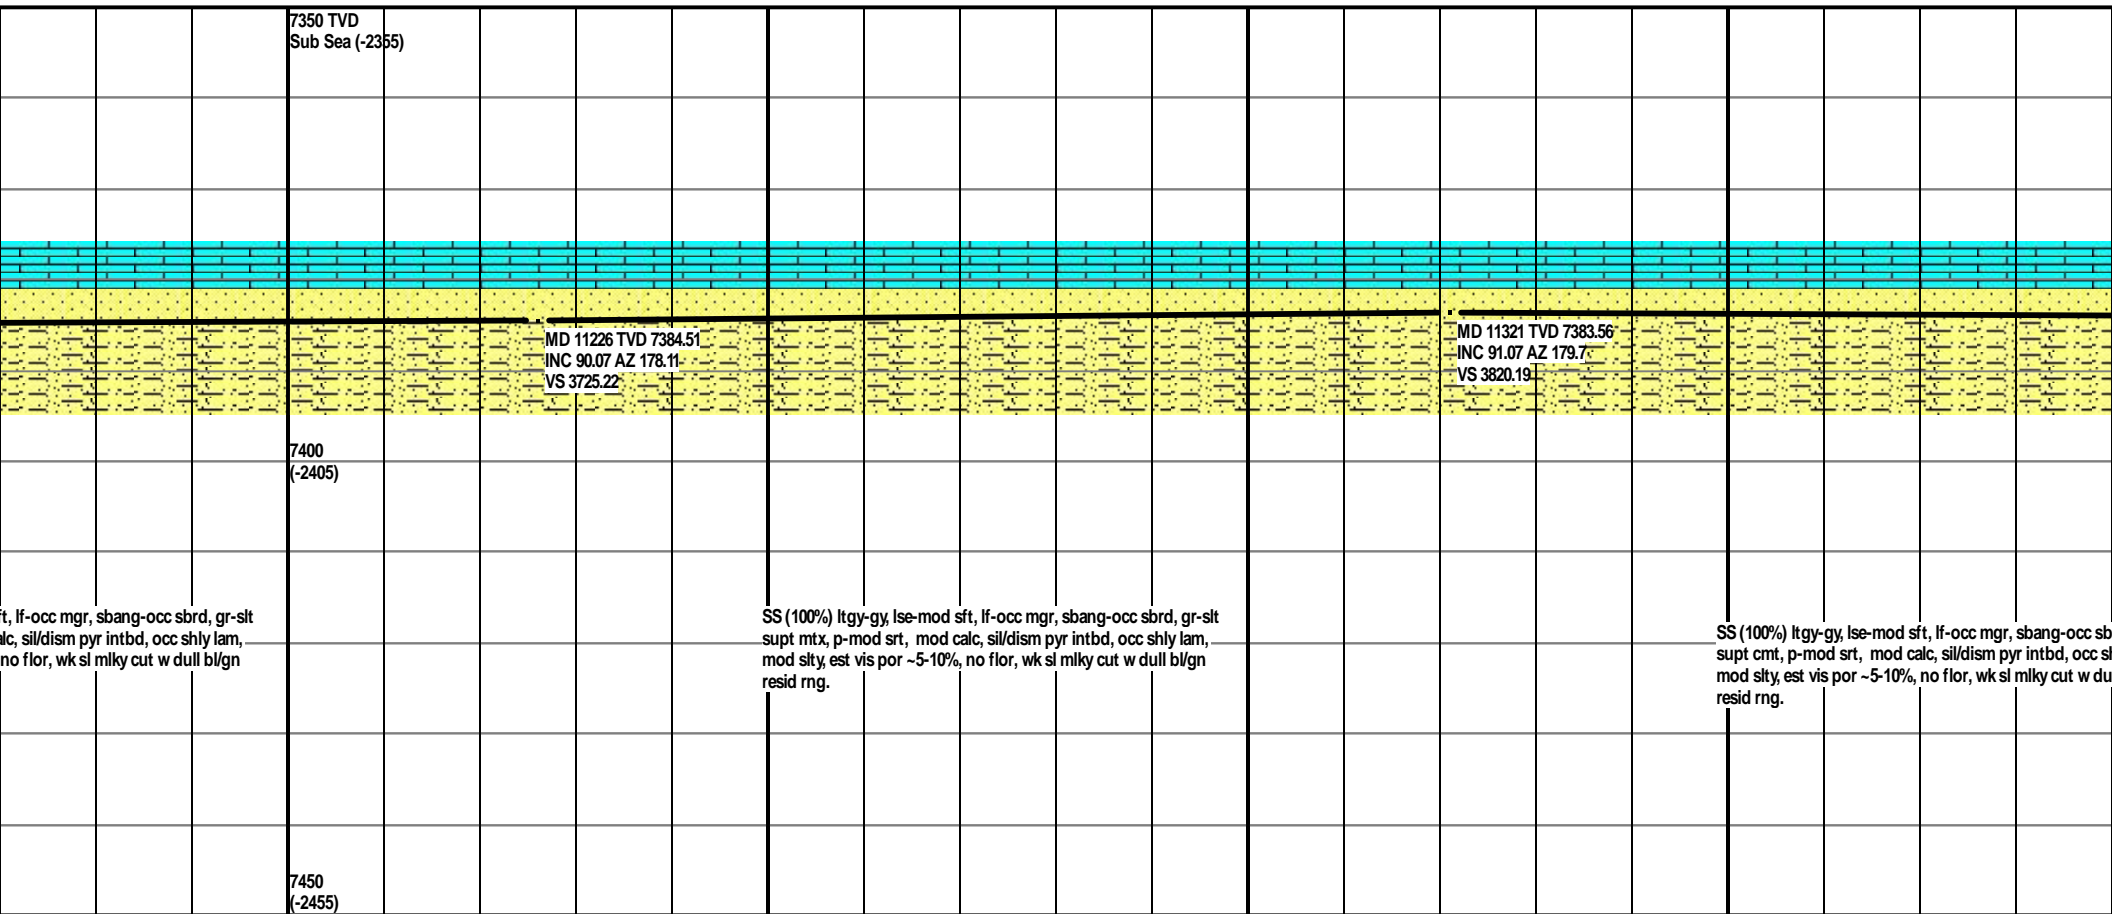 7350 TVD
Sub Sea (-2355)
MD 11226 TVD 7384.51
INC 90.07 AZ 178.11
VS 3725.22
MD 11321 TVD 7383.56
INC 91.07 AZ 179.7
VS 3820.19
7400
(-2405)
ft, lf-occ mgr, sbang-occ sbrd, gr-slt
alc, sil/dism pyr intbd, occ shly lam,
no flor, wk sl mlky cut w dull bl/gn
SS (100%) ltgy-gy, lse-mod sft, lf-occ mgr, sbang-occ sbrd, gr-slt
supt mtx, p-mod srt, mod calc, sil/dism pyr intbd, occ shly lam,
mod slty, est vis por ~5-10%, no flor, wk sl mlky cut w dull bl/gn
resid rng.
SS (100%) ltgy-gy, lse-mod sft, lf-occ mgr, sbang-occ sb
supt cmt, p-mod srt, mod calc, sil/dism pyr intbd, occ sh
mod slty, est vis por ~5-10%, no flor, wk sl mlky cut w du
resid rng.
7450
(-2455)